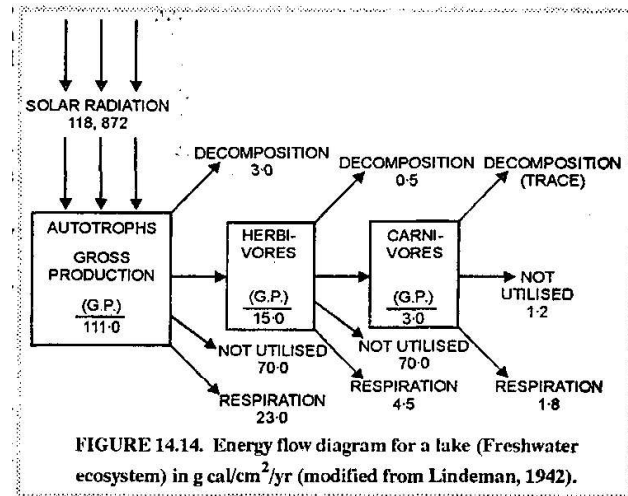 SOLAR RADIATION
118, 872
DECOMPOSITION
3·0
DECOMPOSITION
0·5
DECOMPOSITION
(TRACE)
AUTOTROPHS
GROSS
PRODUCTION
(G.P.)
111·0
HERBI-
VORES
(G.P.)
15·0
CARNI-
VORES
(G.P.)
3·0
NOT
UTILISED
1·2
NOT UTILISED
70·0
NOT UTILISED
70·0
RESPIRATION
23·0
RESPIRATION
4·5
RESPIRATION
1·8
FIGURE 14.14. Energy flow diagram for a lake (Freshwater
ecosystem) in g cal/cm²/yr (modified from Lindeman, 1942).